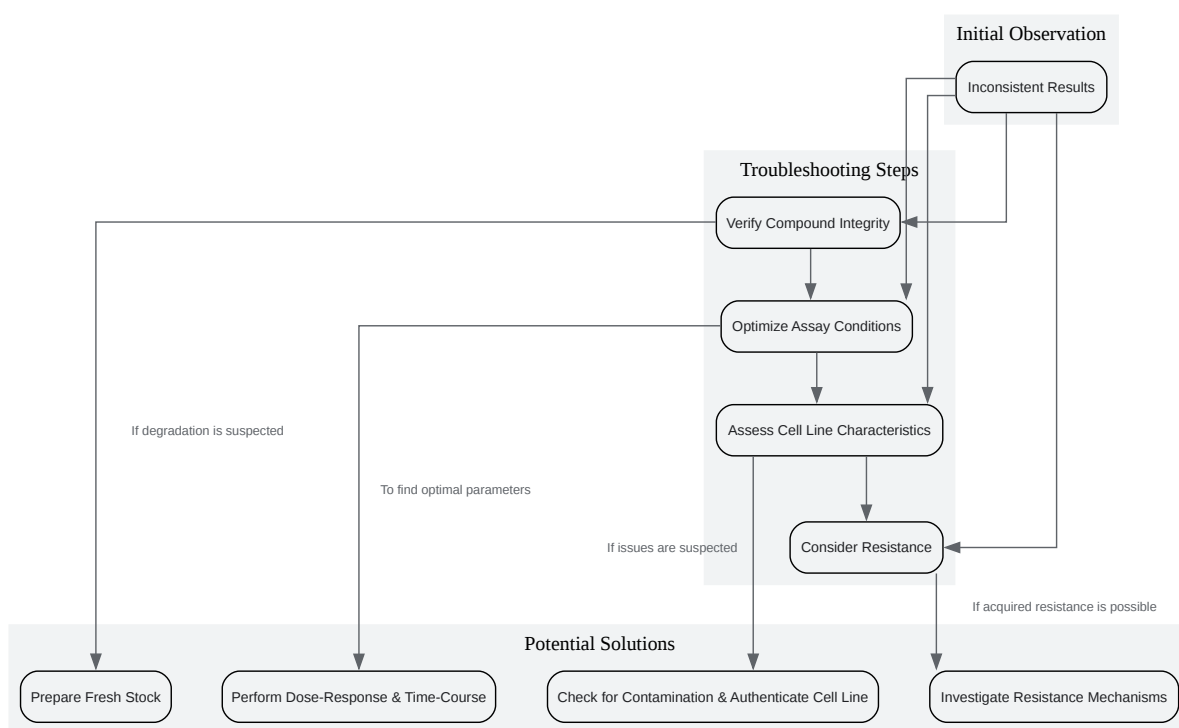 Initial Observation
Inconsistent Results
Troubleshooting Steps
Verify Compound Integrity
Optimize Assay Conditions
Assess Cell Line Characteristics
If degradation is suspected
To find optimal parameters
If issues are suspected
Consider Resistance
If acquired resistance is possible
Potential Solutions
Prepare Fresh Stock
Perform Dose-Response & Time-Course
Check for Contamination & Authenticate Cell Line
Investigate Resistance Mechanisms